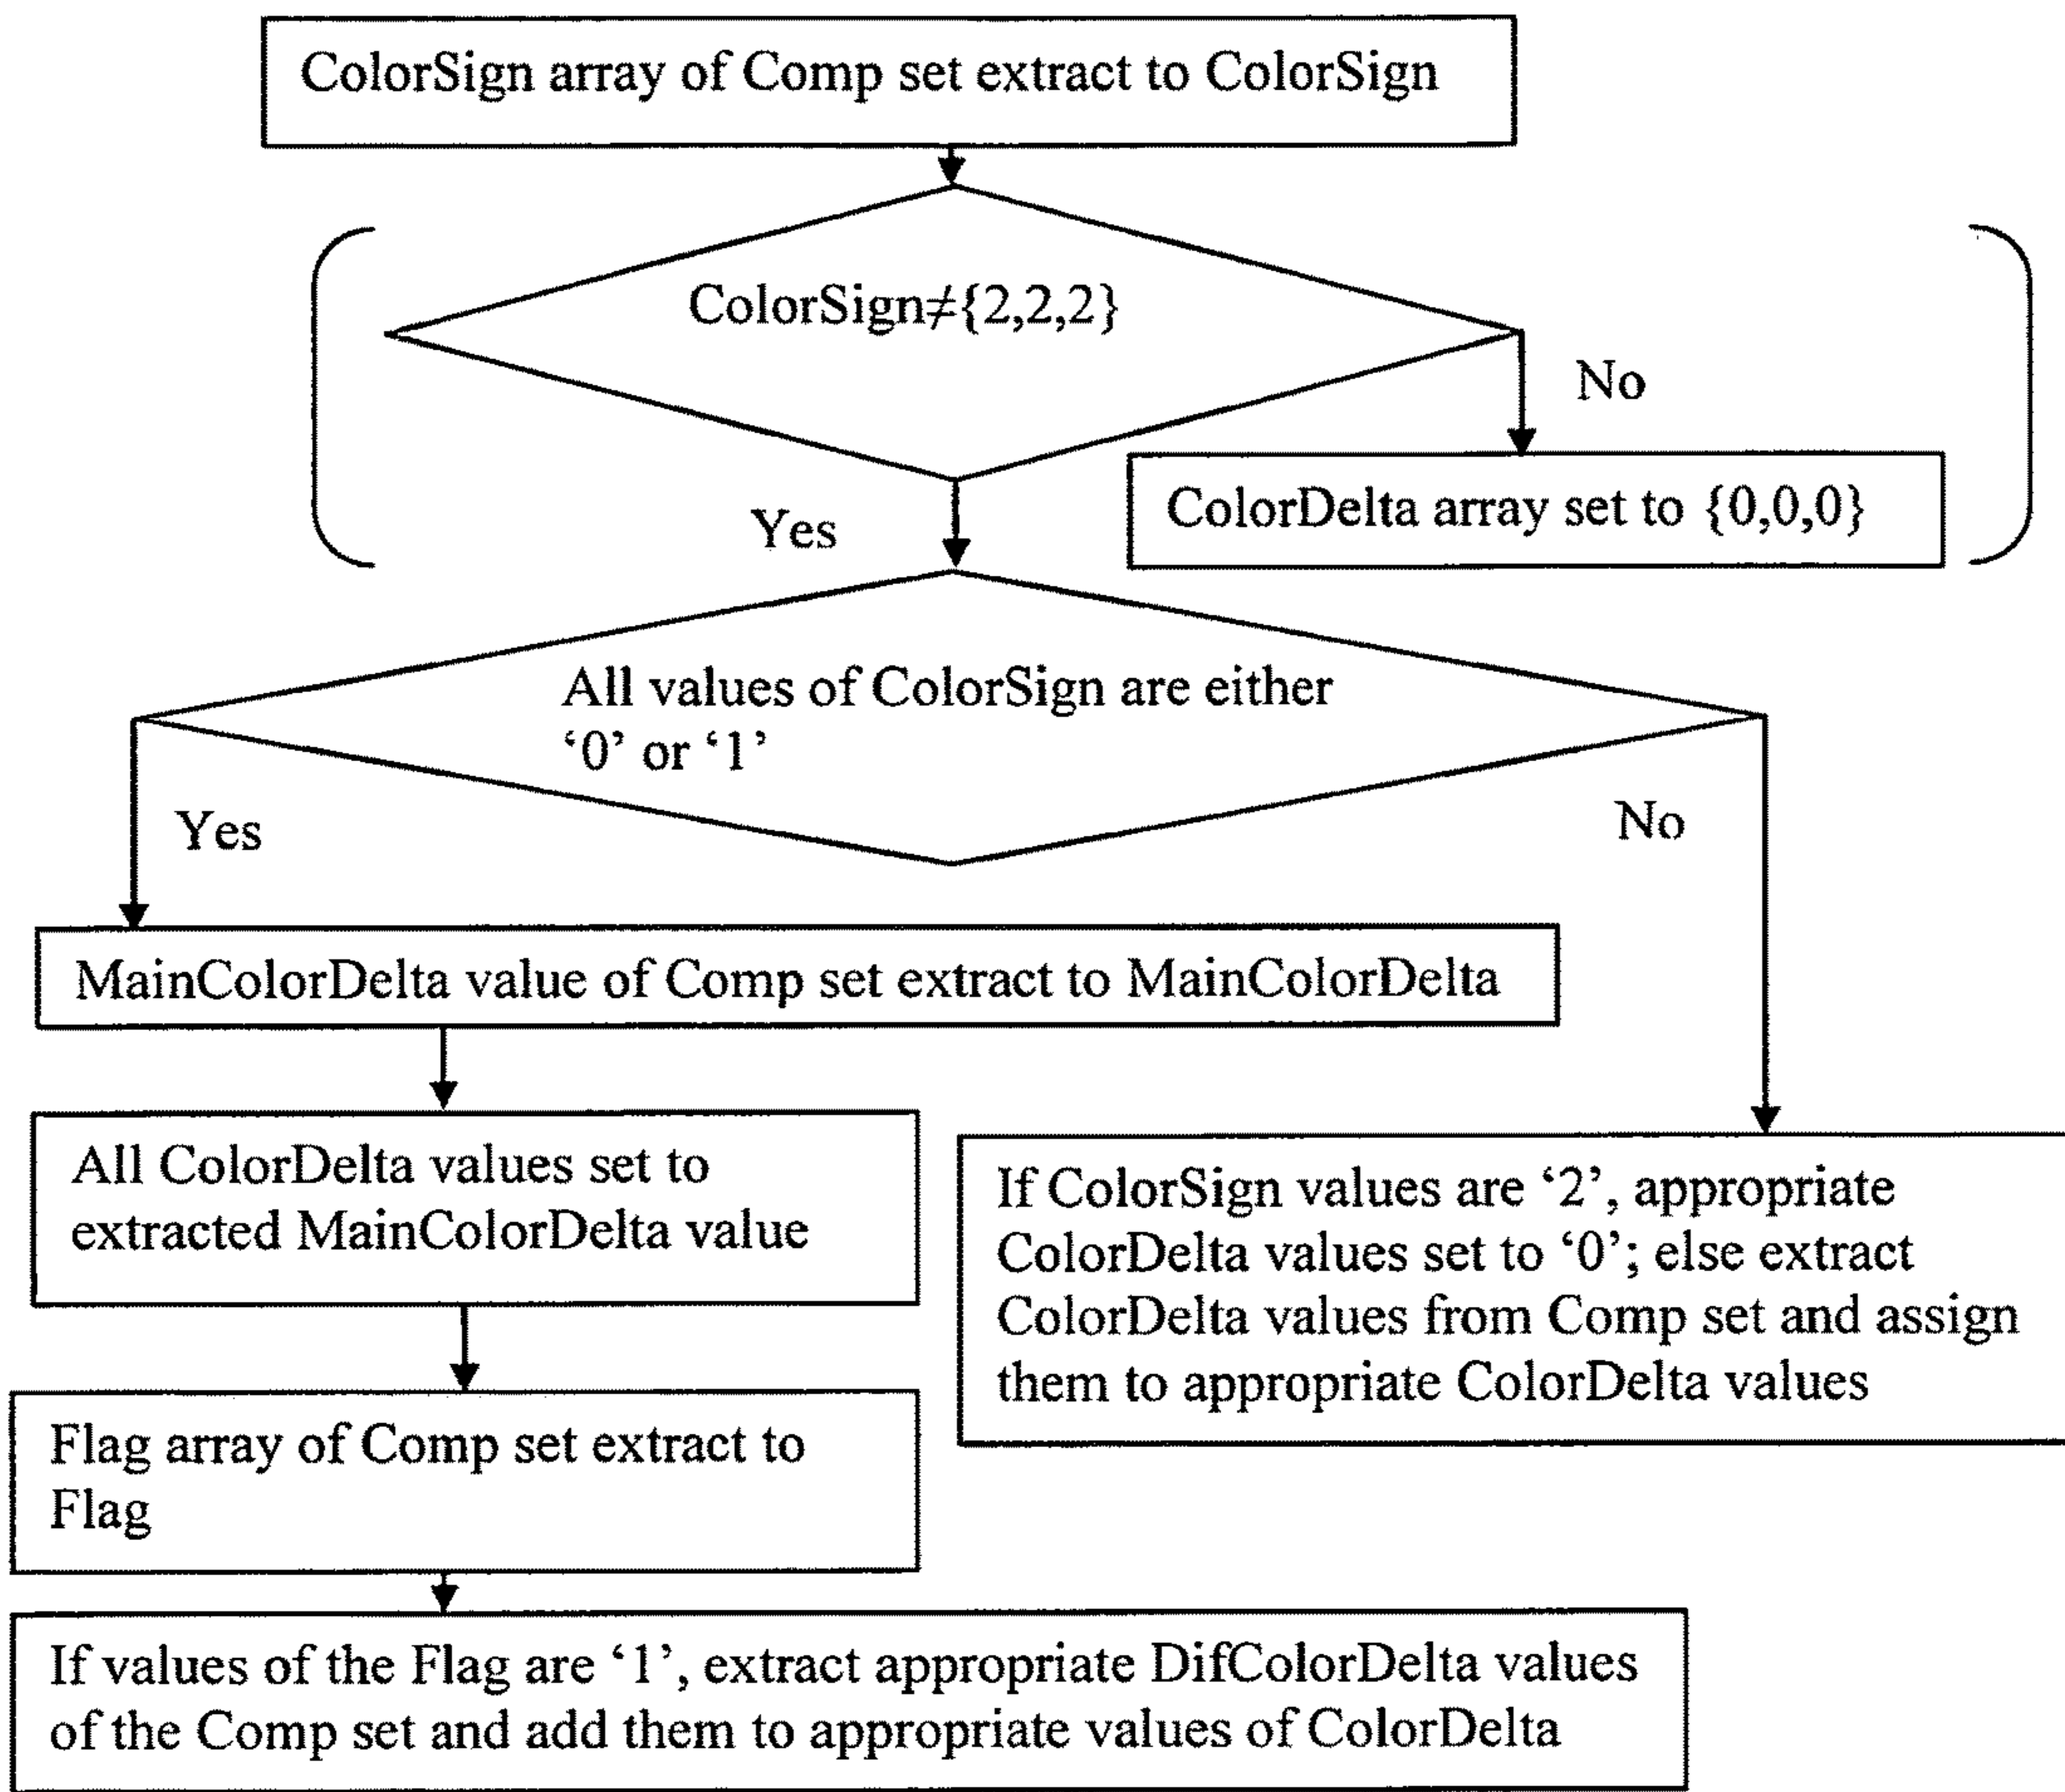 ColorSign array of Comp set extract to ColorSign
ColorSign≠{2,2,2}
No
ColorDelta array set to {0,0,0}
Yes
All values of ColorSign are either
‘0’ or ‘1’
Yes
No
MainColorDelta value of Comp set extract to MainColorDelta
All ColorDelta values set to
extracted MainColorDelta value
If ColorSign values are ‘2’, appropriate
ColorDelta values set to ‘0’; else extract
ColorDelta values from Comp set and assign
them to appropriate ColorDelta values
Flag array of Comp set extract to
Flag
If values of the Flag are ‘1’, extract appropriate DifColorDelta values
of the Comp set and add them to appropriate values of ColorDelta